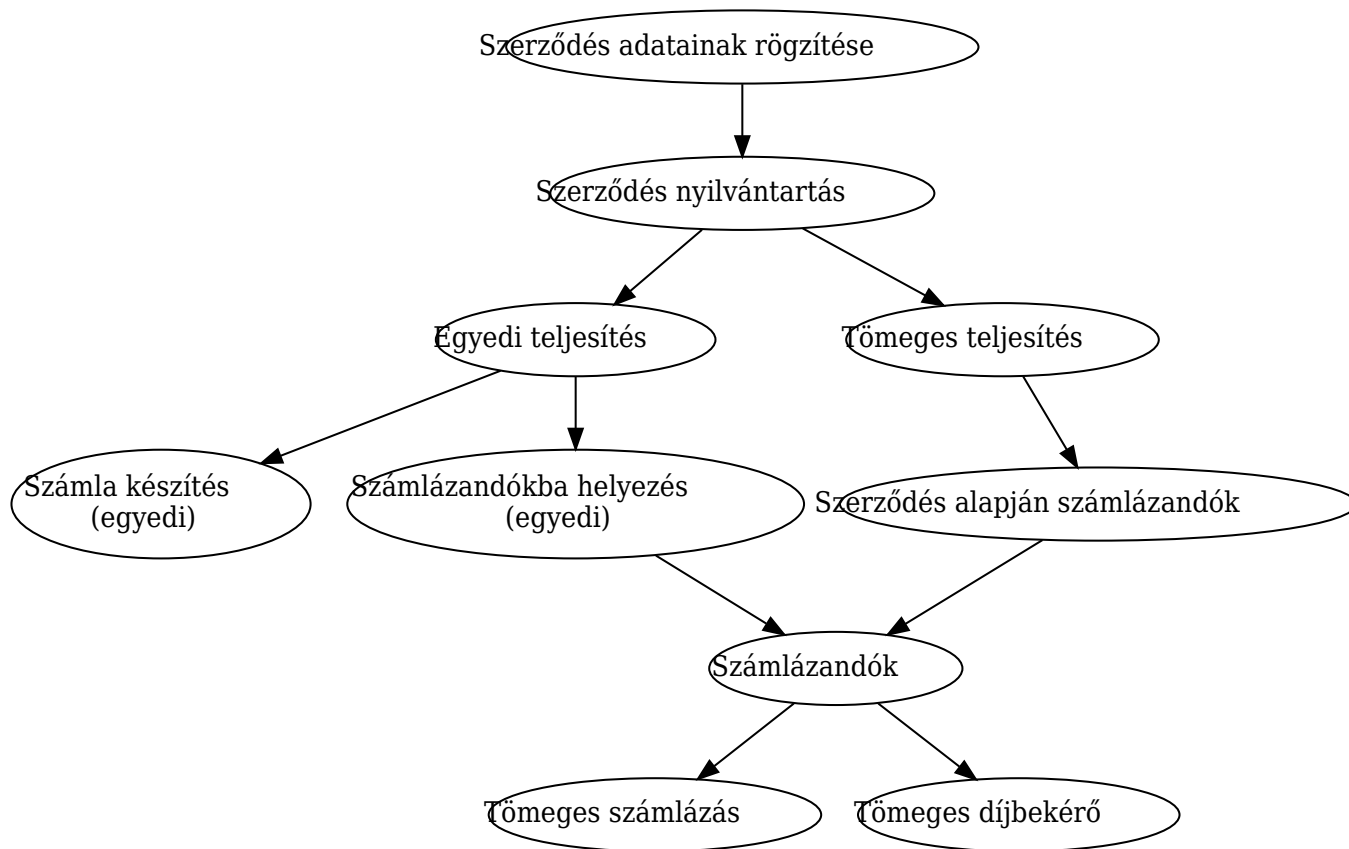 Szerződés adatainak rögzítése
Szerződés nyilvántartás
Egyedi teljesítés
Tömeges teljesítés
Számla készítés
(egyedi)
Számlázandókba helyezés
(egyedi)
Szerződés alapján számlázandók
Számlázandók
Tömeges számlázás
Tömeges díjbekérő